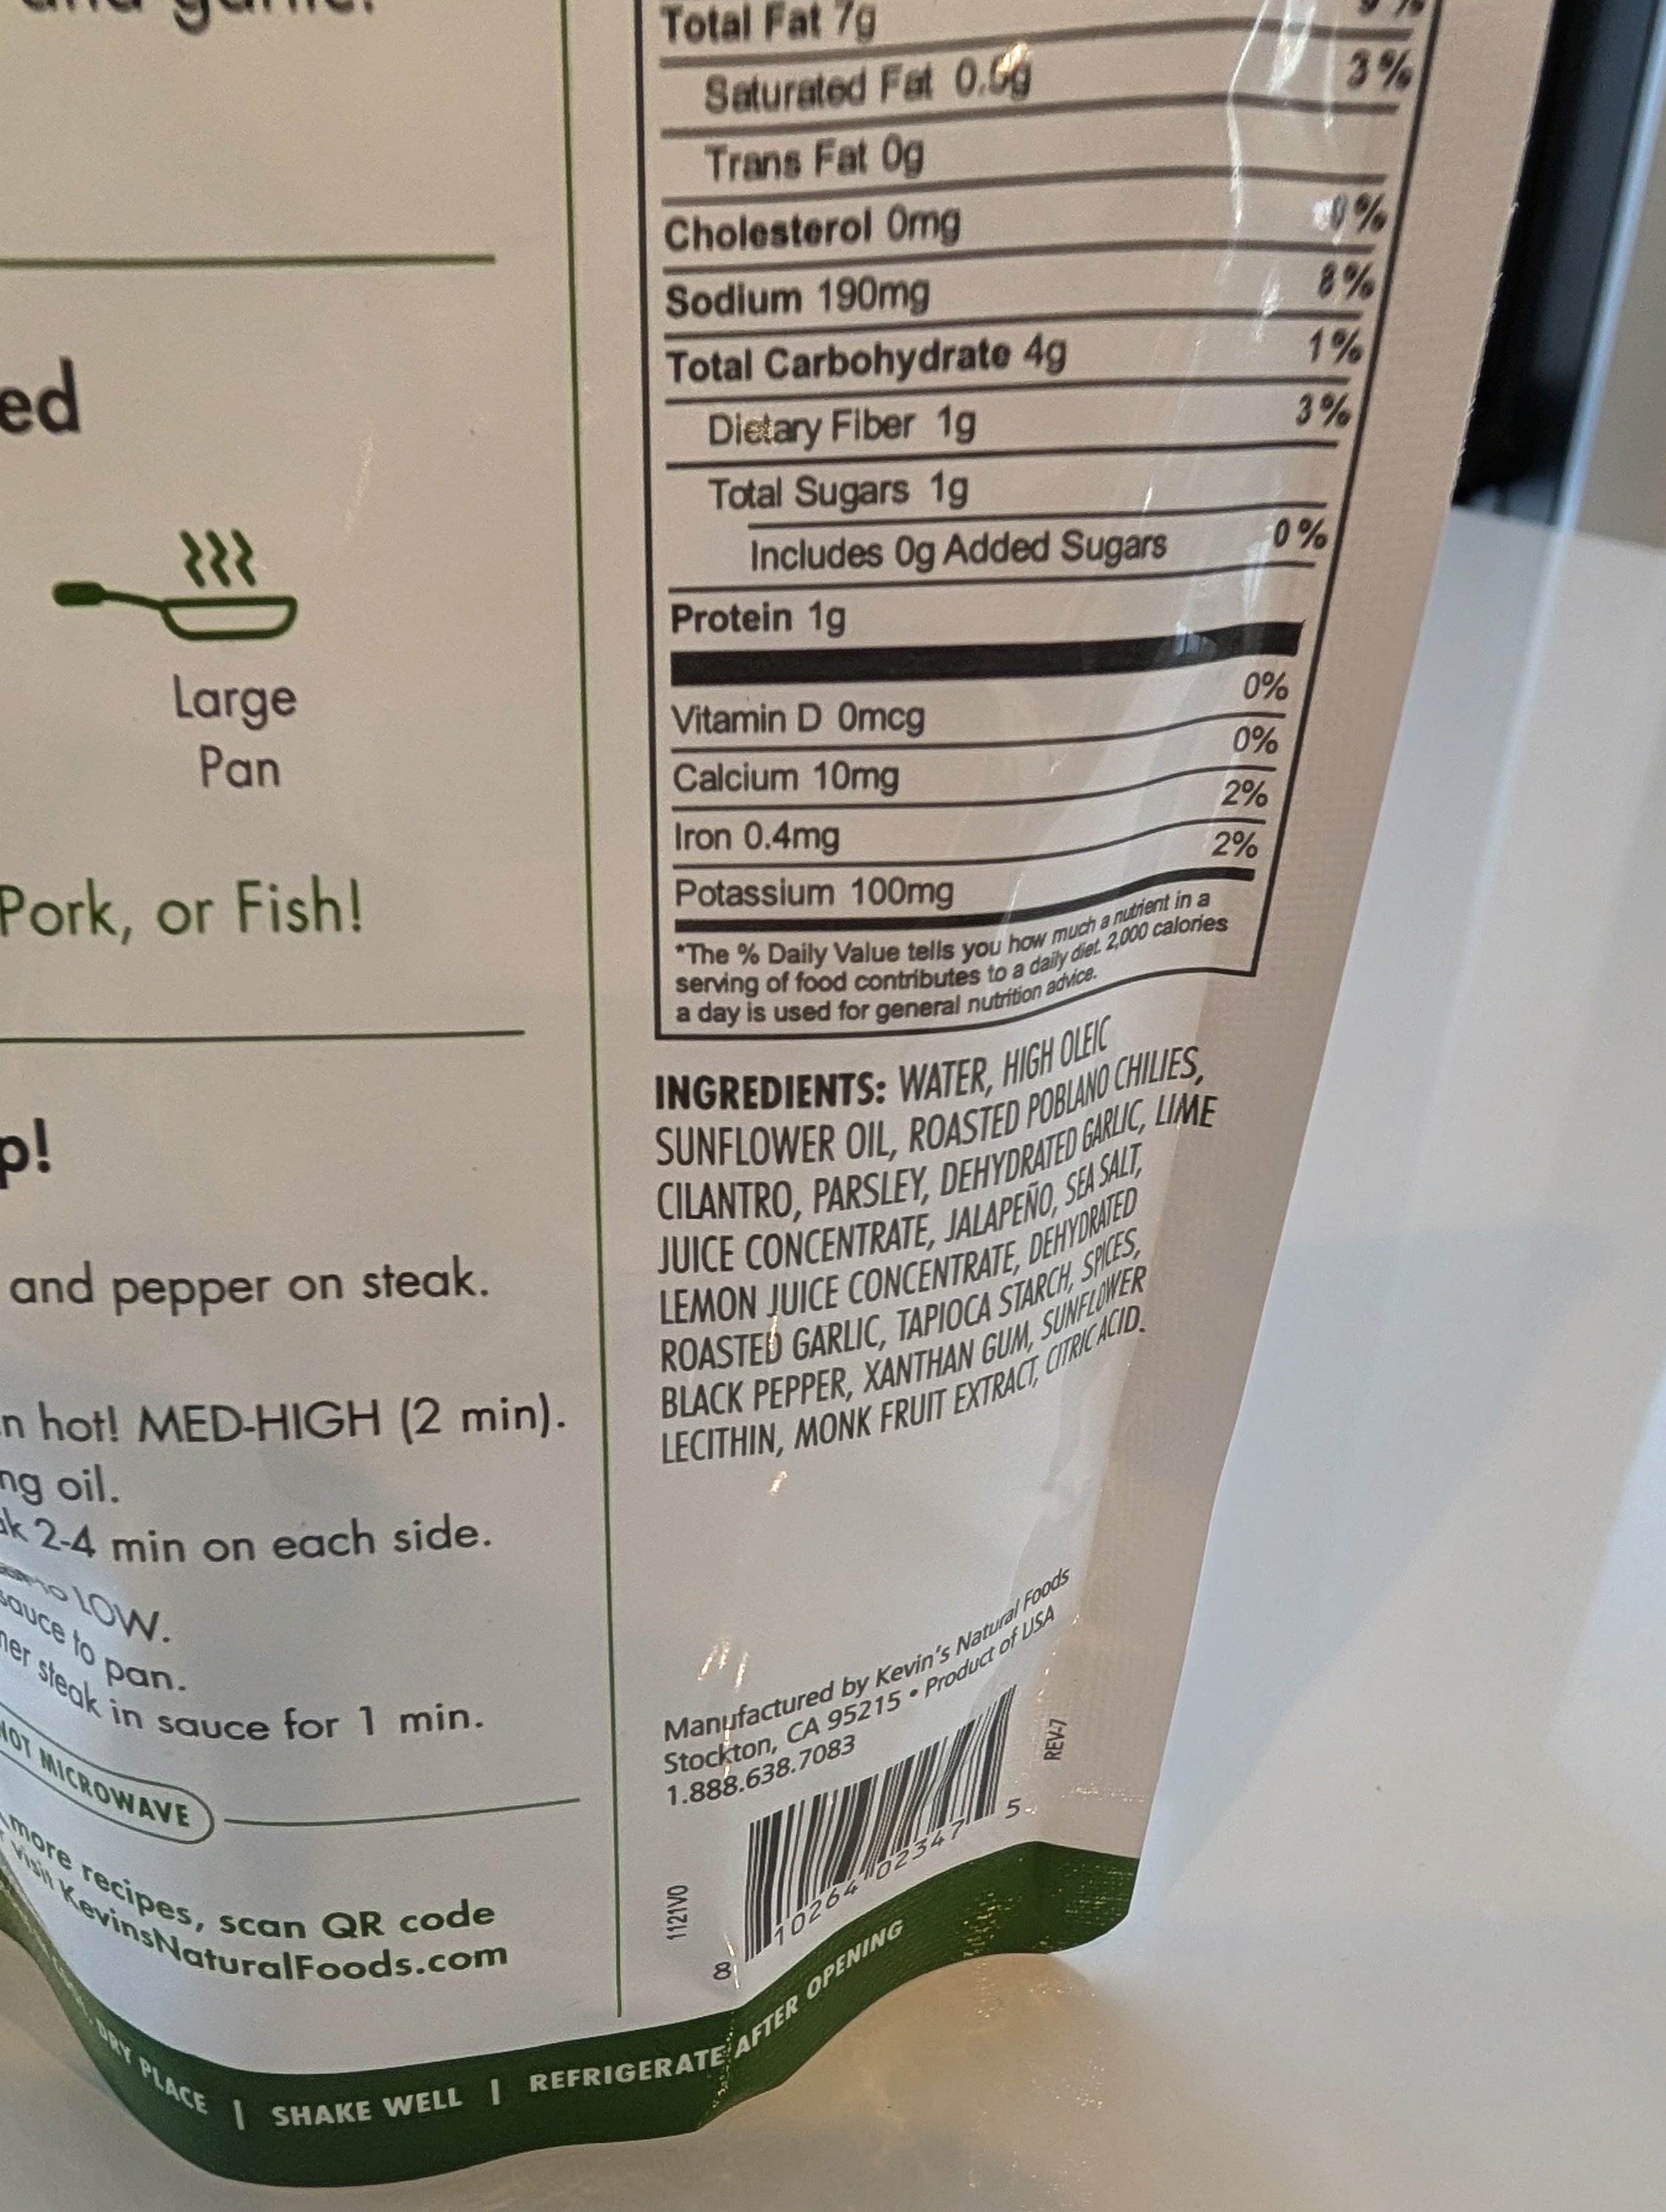 and garlic.
ed
Large
Pan
Pork, or Fish!
p!
and pepper on steak.
n hot! MED-HIGH (2 min).
ng oil.
2-4 min on each side.
TO LOW.
sauce to pan.
mer steak in sauce for 1 min.
NOT MICROWAVE
more recipes, scan QR code
visit KevinsNaturalFoods.com
Total Fat 7g 9%
Saturated Fat 0.5g 3%
Trans Fat 0g
Cholesterol 0mg 0%
Sodium 190mg 8%
Total Carbohydrate 4g 1%
Dietary Fiber 1g 3%
Total Sugars 1g
Includes 0g Added Sugars 0%
Protein 1g
Vitamin D 0mcg 0%
Calcium 10mg 0%
Iron 0.4mg 2%
Potassium 100mg 2%
*The % Daily Value tells you how much a nutrient in a
serving of food contributes to a daily diet. 2,000 calories
a day is used for general nutrition advice.
INGREDIENTS: WATER, HIGH OLEIC
SUNFLOWER OIL, ROASTED POBLANO CHILIES,
CILANTRO, PARSLEY, DEHYDRATED GARLIC, LIME
JUICE CONCENTRATE, JALAPEÑO, SEA SALT,
LEMON JUICE CONCENTRATE, DEHYDRATED
ROASTED GARLIC, TAPIOCA STARCH, SPICES,
BLACK PEPPER, XANTHAN GUM, SUNFLOWER
LECITHIN, MONK FRUIT EXTRACT, CITRIC ACID.
Manufactured by Kevin's Natural Foods
Stockton, CA 95215 • Product of USA
1.888.638.7083
REV-7
1121V0
8 10264 02347 5
DRY PLACE | SHAKE WELL | REFRIGERATE AFTER OPENING